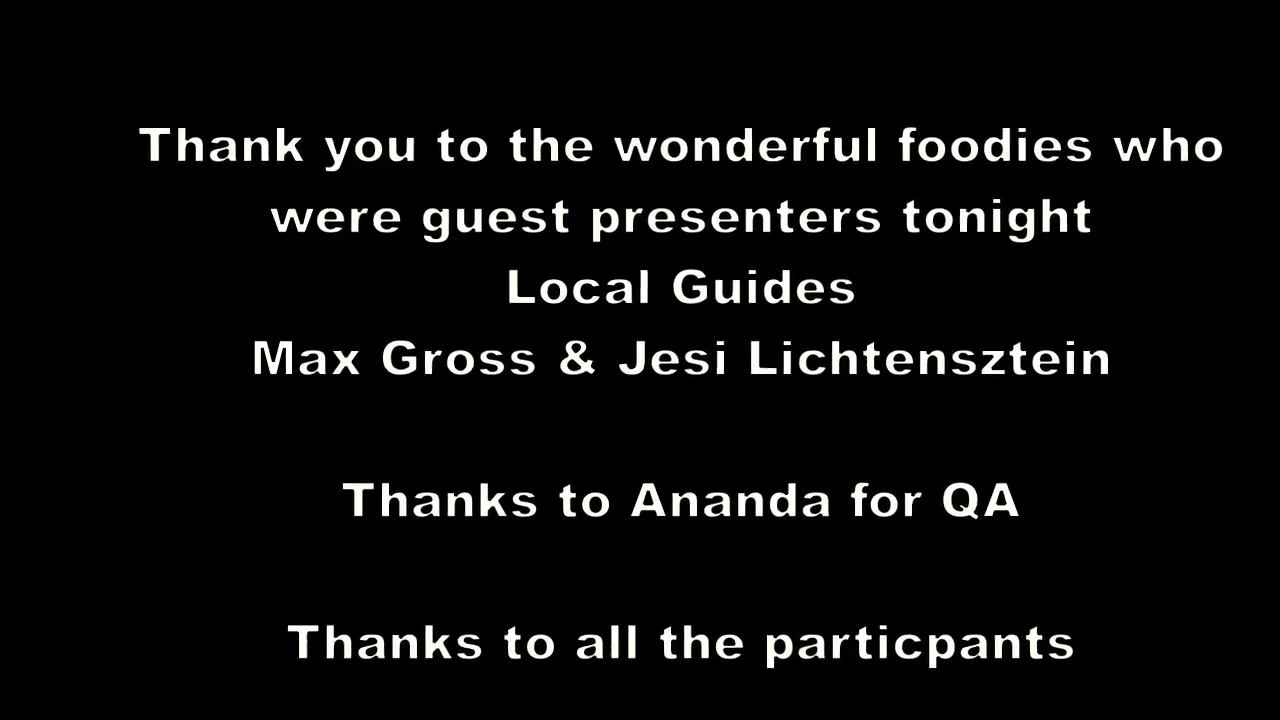 Thank you to the wonderful foodies who
were guest presenters tonight
Local Guides
Max Gross & Jesi Lichtensztein
Thanks to Ananda for QA
Thanks to all the particpants